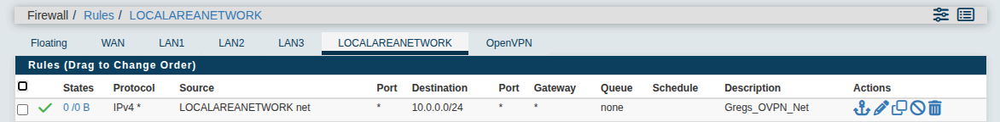 Firewall / Rules / LOCALAREANETWORK
Floating WAN LAN1 LAN2 LAN3 LOCALAREANETWORK OpenVPN
Rules (Drag to Change Order)
States Protocol Source Port Destination Port Gateway Queue Schedule Description Actions
0 /0 B IPv4 * LOCALAREANETWORK net * 10.0.0.0/24 * * none Gregs_OVPN_Net